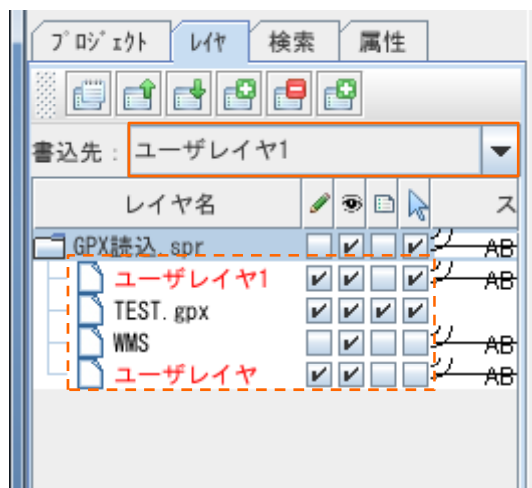 プロジェクト レイヤ 検索 属性
書込先： ユーザレイヤ1
レイヤ名 ス
GPX読込.spr AB
ユーザレイヤ1 AB
TEST.gpx
WMS AB
ユーザレイヤ AB